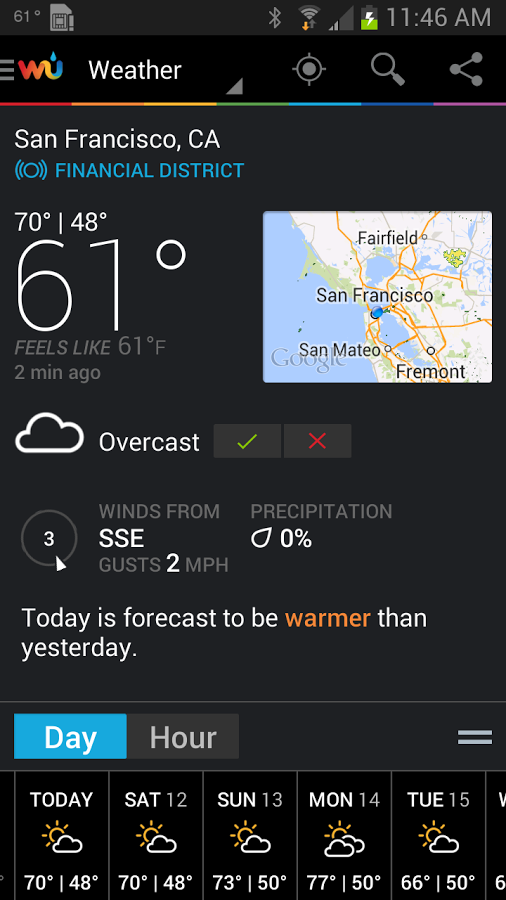 61° 11:46 AM
wu Weather
San Francisco, CA
FINANCIAL DISTRICT
70° | 48°
61°
FEELS LIKE 61°F
2 min ago
Fairfield
San Francisco
San Mateo
Google
Fremont
Overcast
WINDS FROM PRECIPITATION
3 SSE 0%
GUSTS 2 MPH
Today is forecast to be warmer than
yesterday.
Day Hour
TODAY SAT 12 SUN 13 MON 14 TUE 15
70° | 48° 70° | 48° 73° | 50° 77° | 50° 66° | 50° 6